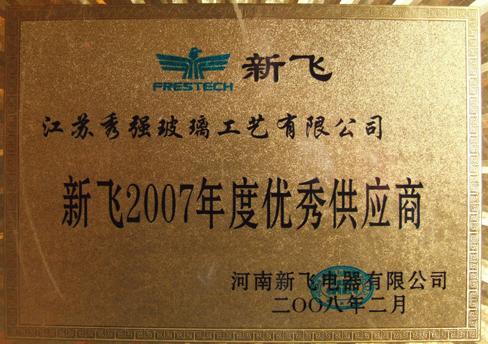 新飞
FRESTECH
江苏秀强玻璃工艺有限公司
新飞2007年度优秀供应商
河南新飞电器有限公司
二〇〇八年二月